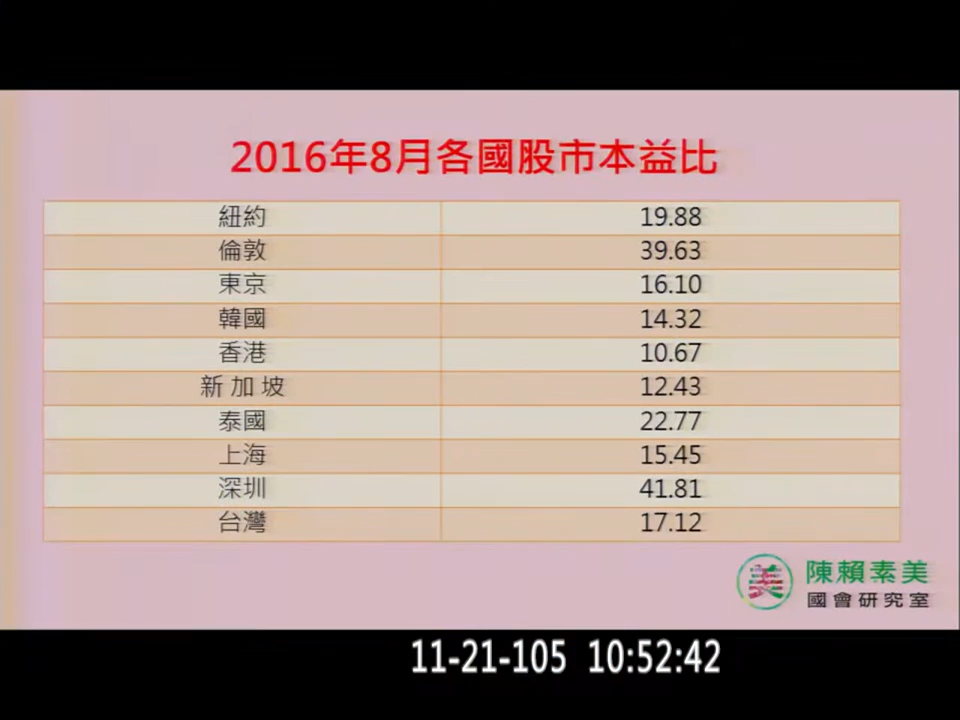 2016年8月各國股市本益比
紐約 19.88
倫敦 39.63
東京 16.10
韓國 14.32
香港 10.67
新加坡 12.43
泰國 22.77
上海 15.45
深圳 41.81
台灣 17.12
美 陳賴素美
國會研究室
11-21-105 10:52:42